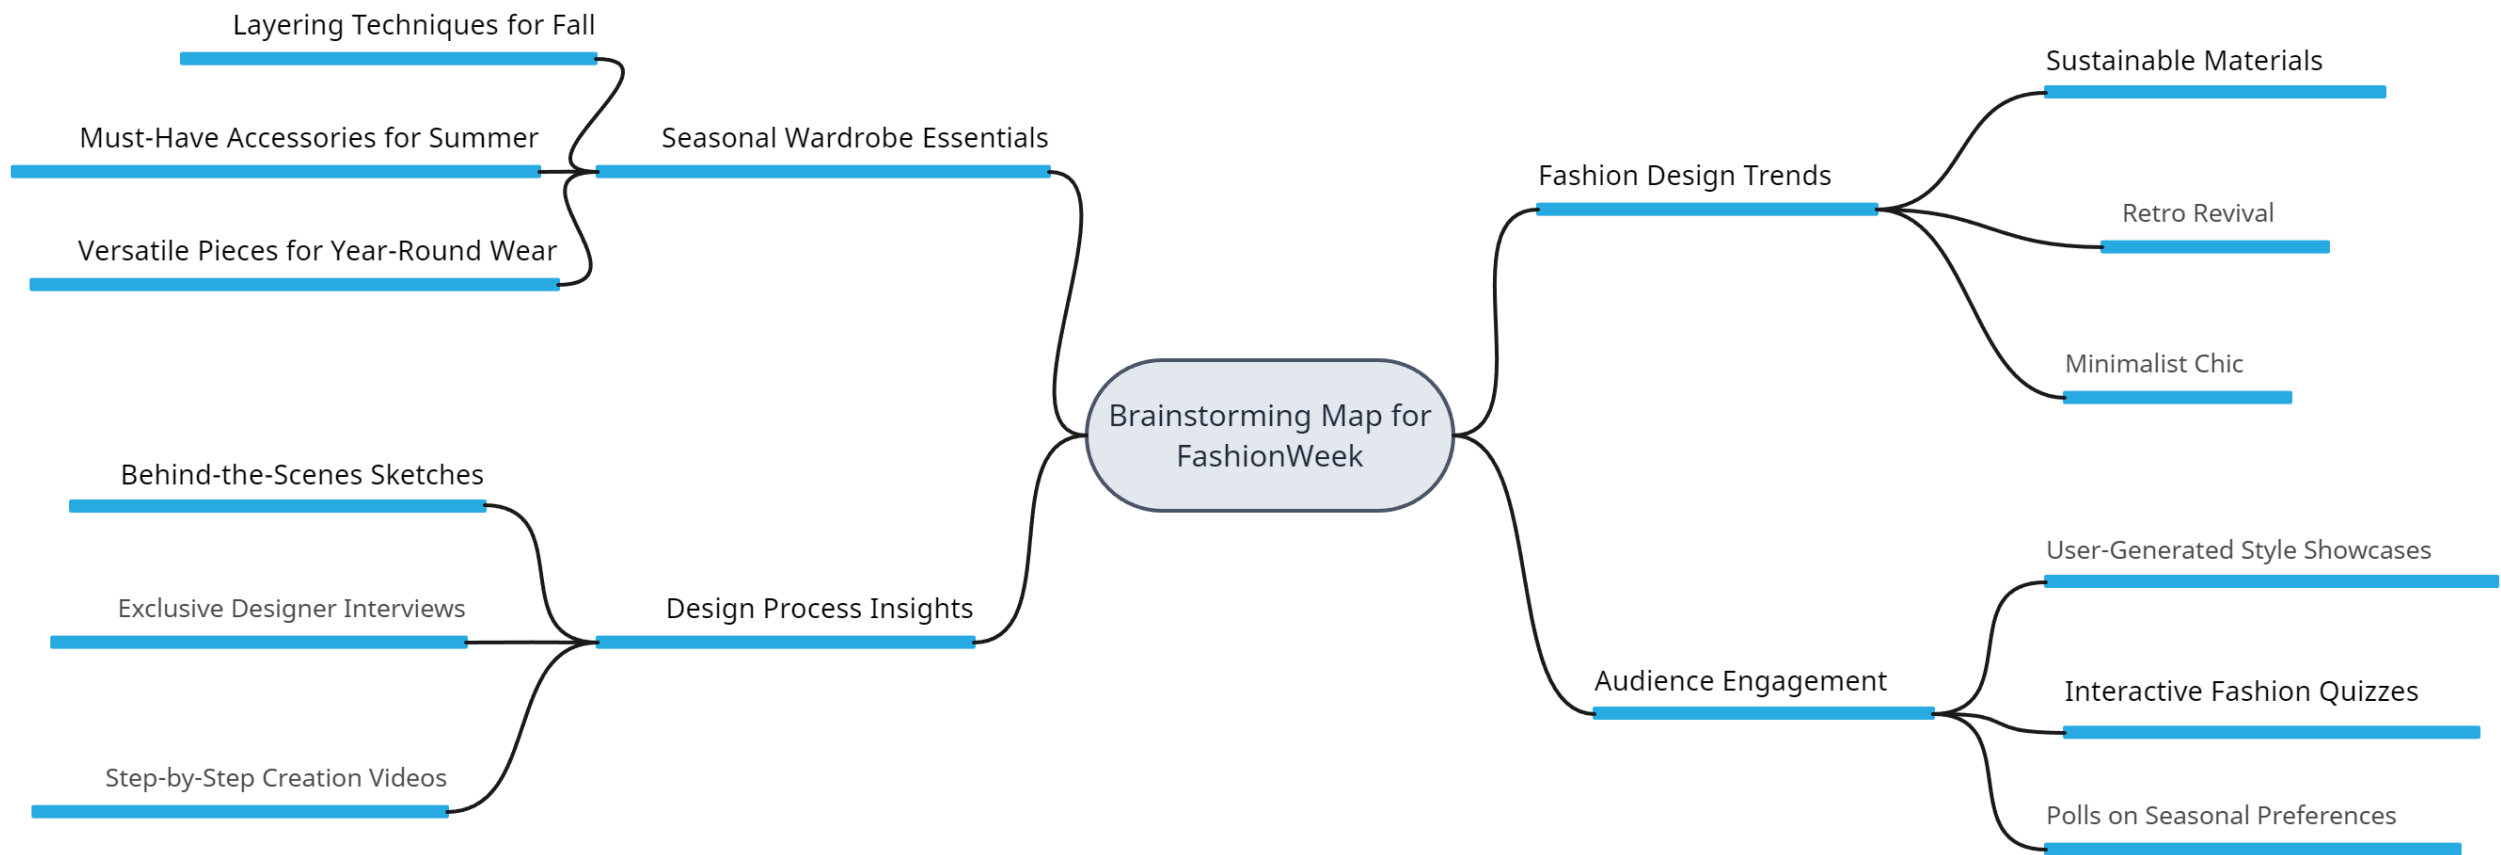 Layering Techniques for Fall
Must-Have Accessories for Summer
Versatile Pieces for Year-Round Wear
Seasonal Wardrobe Essentials
Behind-the-Scenes Sketches
Exclusive Designer Interviews
Step-by-Step Creation Videos
Design Process Insights
Brainstorming Map for
FashionWeek
Fashion Design Trends
Sustainable Materials
Retro Revival
Minimalist Chic
Audience Engagement
User-Generated Style Showcases
Interactive Fashion Quizzes
Polls on Seasonal Preferences